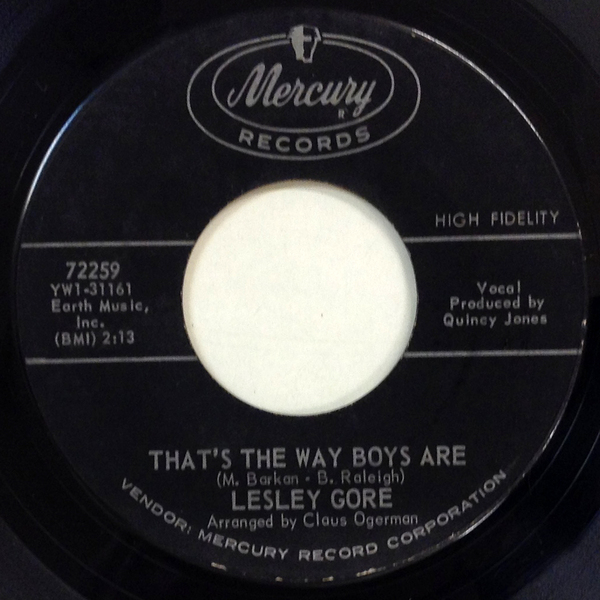 Mercury
R
RECORDS
HIGH FIDELITY
72259
YW1-31161
Earth Music,
Inc.
(BMI) 2:13
Vocal
Produced by
Quincy Jones
THAT'S THE WAY BOYS ARE
(M. Barkan - B. Raleigh)
LESLEY GORE
Arranged by Claus Ogerman
VENDOR: MERCURY RECORD CORPORATION